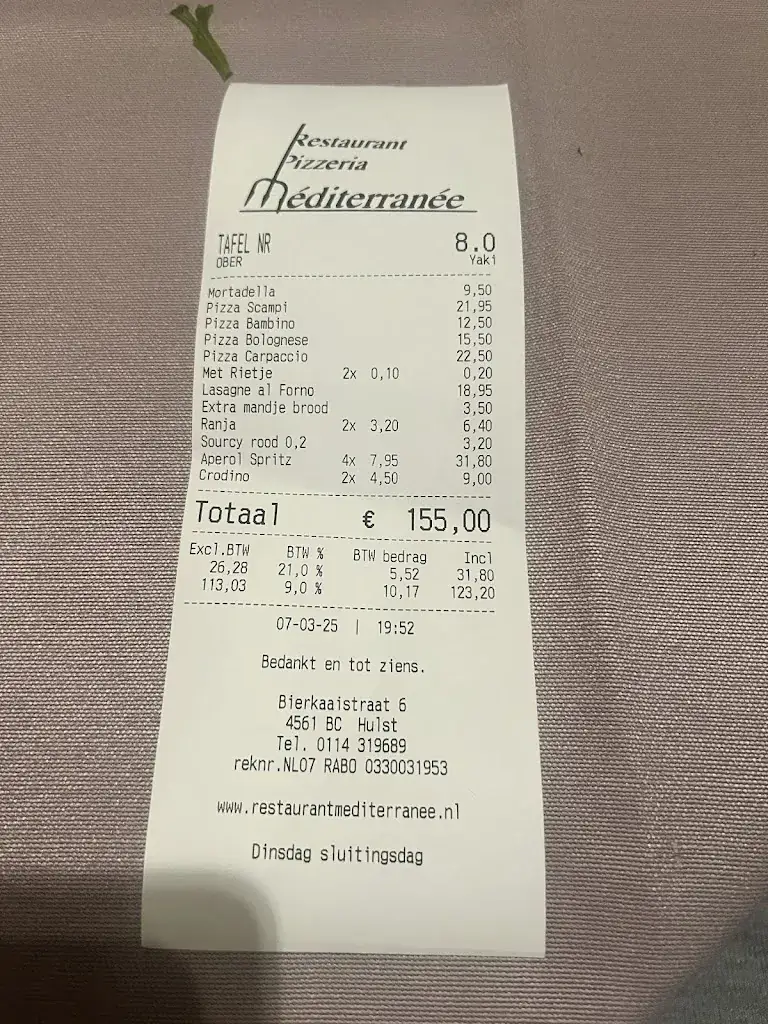 Restaurant
Pizzeria
Méditerranée
TAFEL NR 8.0
OBER Yaki
Mortadella 9,50
Pizza Scampi 21,95
Pizza Bambino 12,50
Pizza Bolognese 15,50
Pizza Carpaccio 22,50
Met Rietje 2x 0,10 0,20
Lasagne al Forno 18,95
Extra mandje brood 3,50
Ranja 2x 3,20 6,40
Sourcy rood 0,2 3,20
Aperol Spritz 4x 7,95 31,80
Crodino 2x 4,50 9,00
Totaal € 155,00
Excl.BTW BTW % BTW bedrag Incl
26,28 21,0 % 5,52 31,80
113,03 9,0 % 10,17 123,20
07-03-25 | 19:52
Bedankt en tot ziens.
Bierkaaistraat 6
4561 BC Hulst
Tel. 0114 319689
reknr.NL07 RABO 0330031953
www.restaurantmediterranee.nl
Dinsdag sluitingsdag